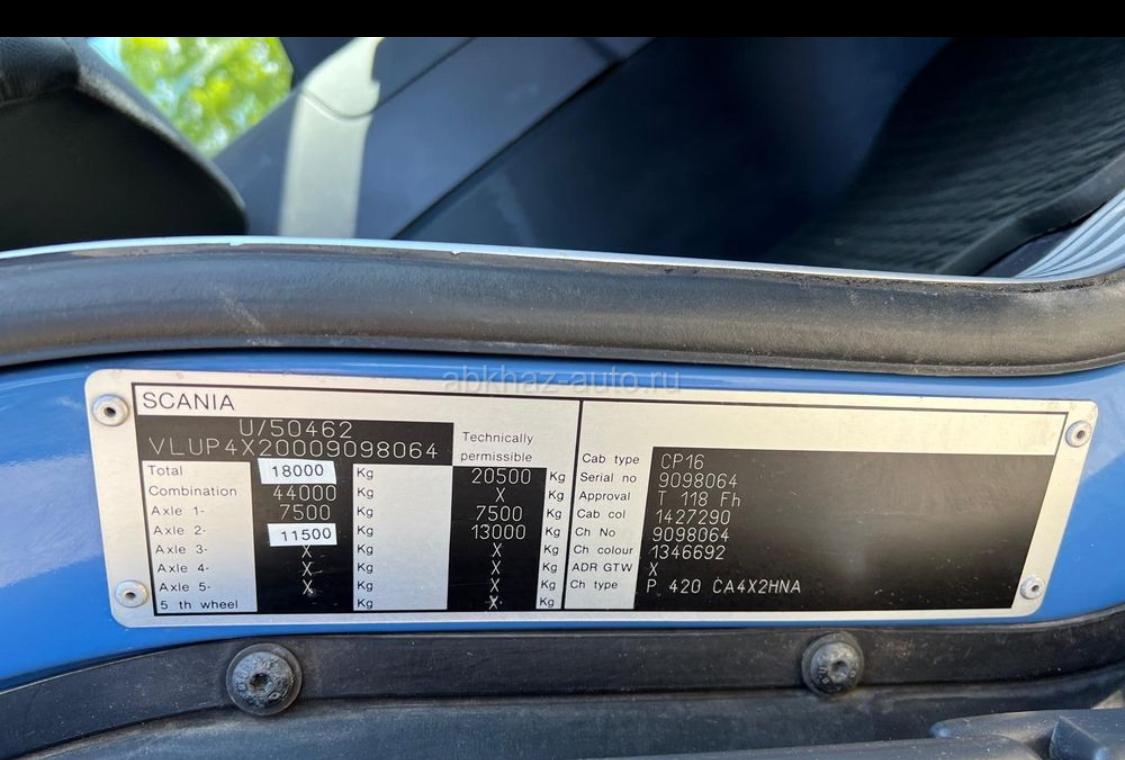 abkhaz-auto.ru
SCANIA
U/50462
VLUP4X20009098064
Technically
permissible
Total 18000 Kg 20500 Kg
Combination 44000 Kg X Kg
Axle 1- 7500 Kg 7500 Kg
Axle 2- 11500 Kg 13000 Kg
Axle 3- X Kg X Kg
Axle 4- X Kg X Kg
Axle 5- X Kg X Kg
5 th wheel Kg X Kg
Cab type CP16
Serial no 9098064
Approval T 118 Fh
Cab col 1427290
Ch No 9098064
Ch colour 1346692
ADR GTW X
Ch type P 420 CA4X2HNA